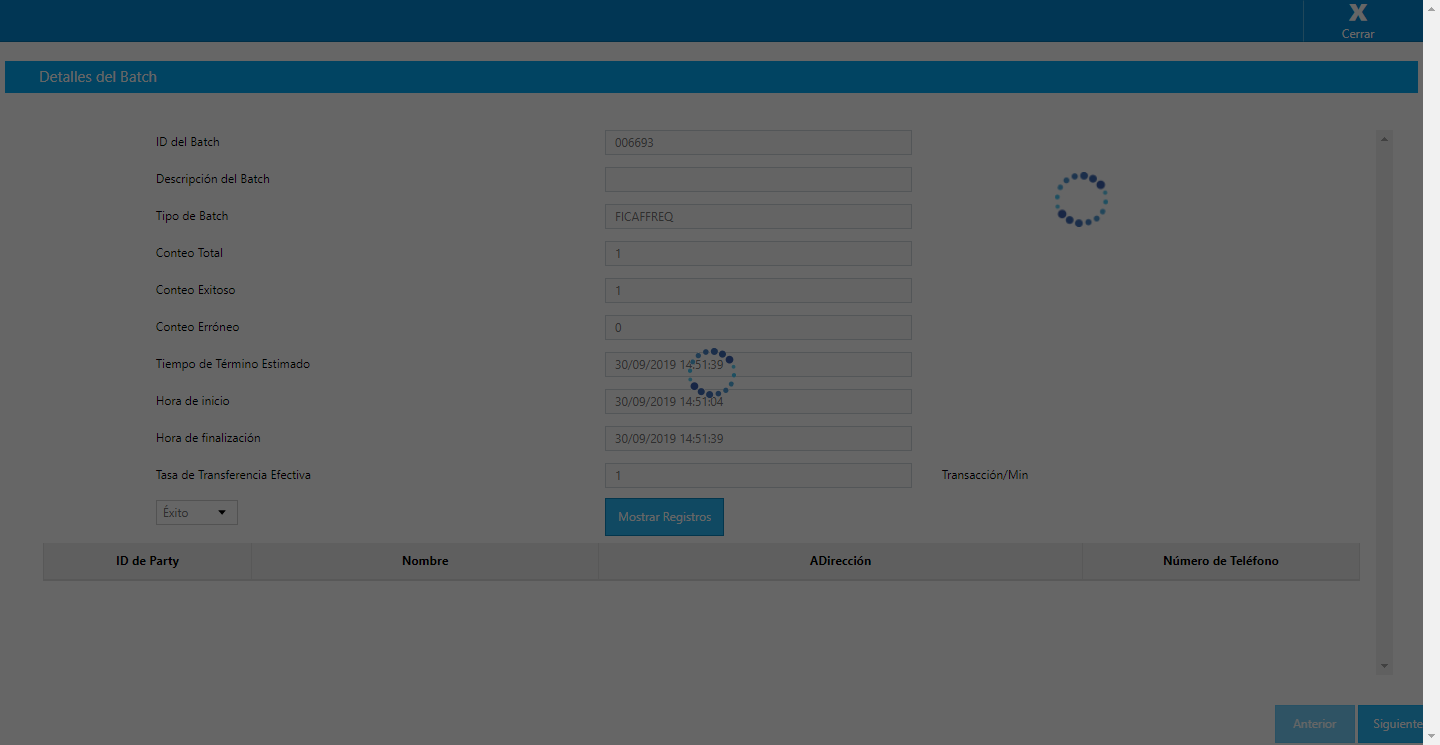 X
Cerrar
Detalles del Batch
ID del Batch 006693
Descripción del Batch
Tipo de Batch FICAFFREQ
Conteo Total 1
Conteo Exitoso 1
Conteo Erróneo 0
Tiempo de Término Estimado 30/09/2019 14:51:39
Hora de inicio 30/09/2019 14:51:04
Hora de finalización 30/09/2019 14:51:39
Tasa de Transferencia Efectiva 1 Transacción/Min
Éxito Mostrar Registros
ID de Party Nombre ADirección Número de Teléfono
Anterior Siguiente